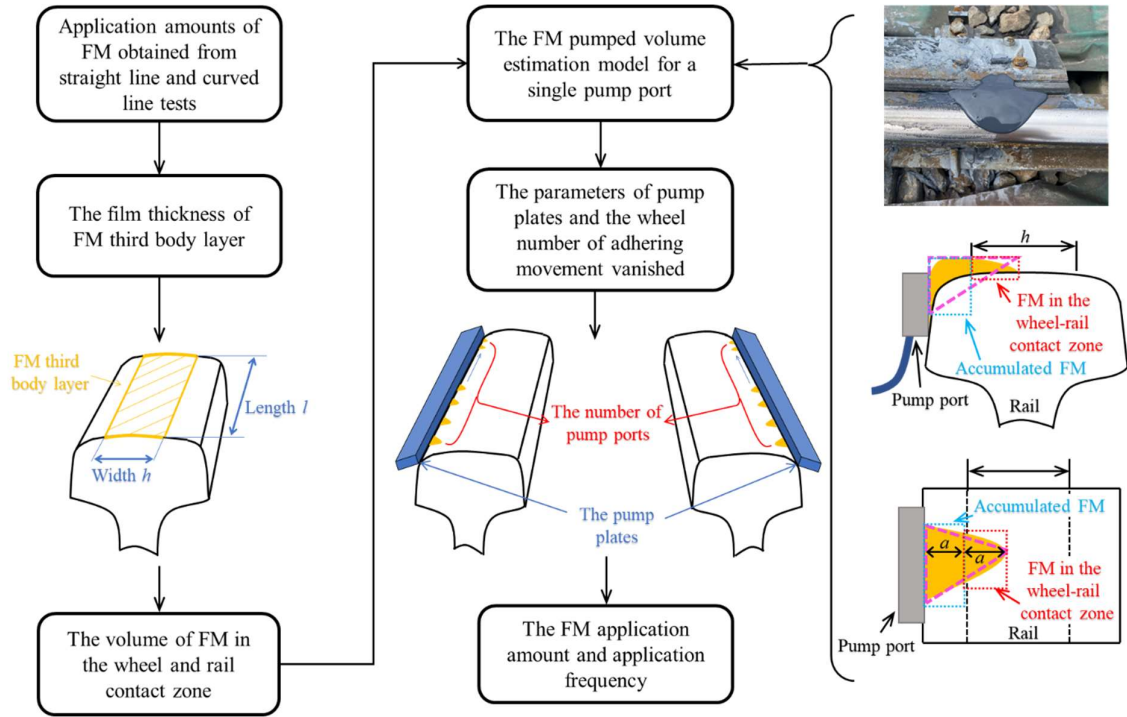 Application amounts of
FM obtained from
straight line and curved
line tests
The film thickness of
FM third body layer
FM third
body layer
Length l
Width h
The volume of FM in
the wheel and rail
contact zone
The FM pumped volume
estimation model for a
single pump port
The parameters of pump
plates and the wheel
number of adhering
movement vanished
The number of
pump ports
The pump
plates
The FM application
amount and application
frequency
h
FM in the
wheel-rail
contact zone
Accumulated FM
Pump port
Rail
Accumulated FM
a
a
FM in the
wheel-rail
contact zone
Rail
Pump port